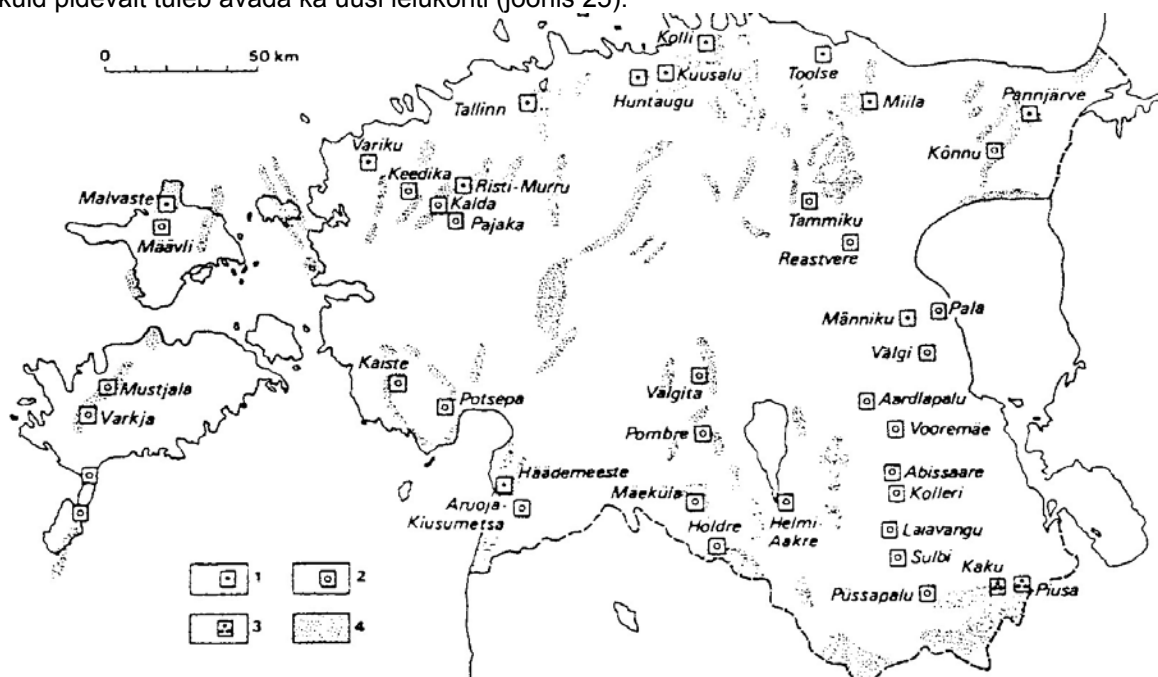 kuid pidevalt tuleb avada ka uusi leiukohti (joonis 25).
0 50 km
Kolli
Kuusalu
Toolse
Huntaugu
Tallinn
Miila
Pannjärve
Variku
Kõnnu
Keedika
Risti-Murru
Malvaste
Kalda
Tammiku
Pajaka
Määvli
Reastvere
Pala
Männiku
Välgi
Kaiste
Valgita
Mustjala
Potsepa
Aardlapalu
Varkja
Vooremäe
Pombre
Abissaare
Häädemeeste
Kolleri
Maeküla
Aruoja-
Kiusumetsa
Helmi-
Aakre
Holdre
Laiavangu
Sulbi
Kaku
Piusa
Püssapalu
1 2
3 4